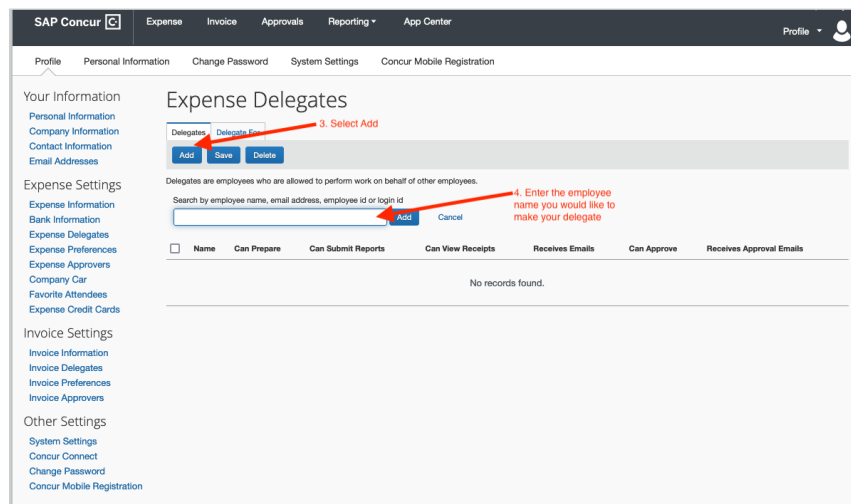 SAP Concur C
Expense Invoice Approvals Reporting App Center
Profile
Profile Personal Information Change Password System Settings Concur Mobile Registration
Your Information
Personal Information
Company Information
Contact Information
Email Addresses
Expense Settings
Expense Information
Bank Information
Expense Delegates
Expense Preferences
Expense Approvers
Company Car
Favorite Attendees
Expense Credit Cards
Invoice Settings
Invoice Information
Invoice Delegates
Invoice Preferences
Invoice Approvers
Other Settings
System Settings
Concur Connect
Change Password
Concur Mobile Registration
Expense Delegates
Delegates Delegate For
3. Select Add
Add Save Delete
Delegates are employees who are allowed to perform work on behalf of other employees.
Search by employee name, email address, employee id or login id
Add Cancel
4. Enter the employee
name you would like to
make your delegate
Name Can Prepare Can Submit Reports Can View Receipts Receives Emails Can Approve Receives Approval Emails
No records found.